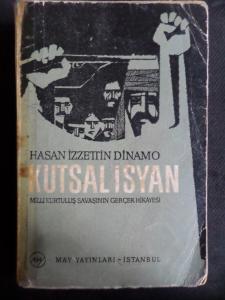 HASAN İZZETTİN DİNAMO
KUTSAL İSYAN
MİLLİ KURTULUŞ SAVAŞININ GERÇEK HİKAYESİ
MAY YAYINLARI - İSTANBUL